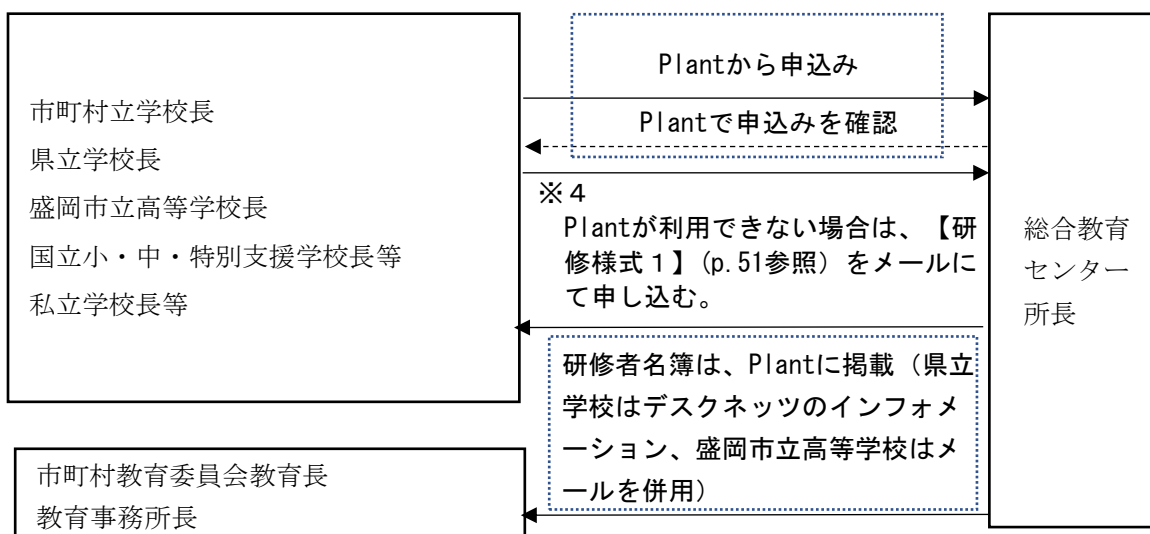 市町村立学校長
県立学校長
盛岡市立高等学校長
国立小・中・特別支援学校長等
私立学校長等
Plantから申込み
Plantで申込みを確認
※４
Plantが利用できない場合は、【研
修様式１】(p.51参照）をメールに
て申し込む。
研修者名簿は、Plantに掲載（県立
学校はデスクネッツのインフォメ
ーション、盛岡市立高等学校はメ
ールを併用）
総合教育
センター
所長
市町村教育委員会教育長
教育事務所長